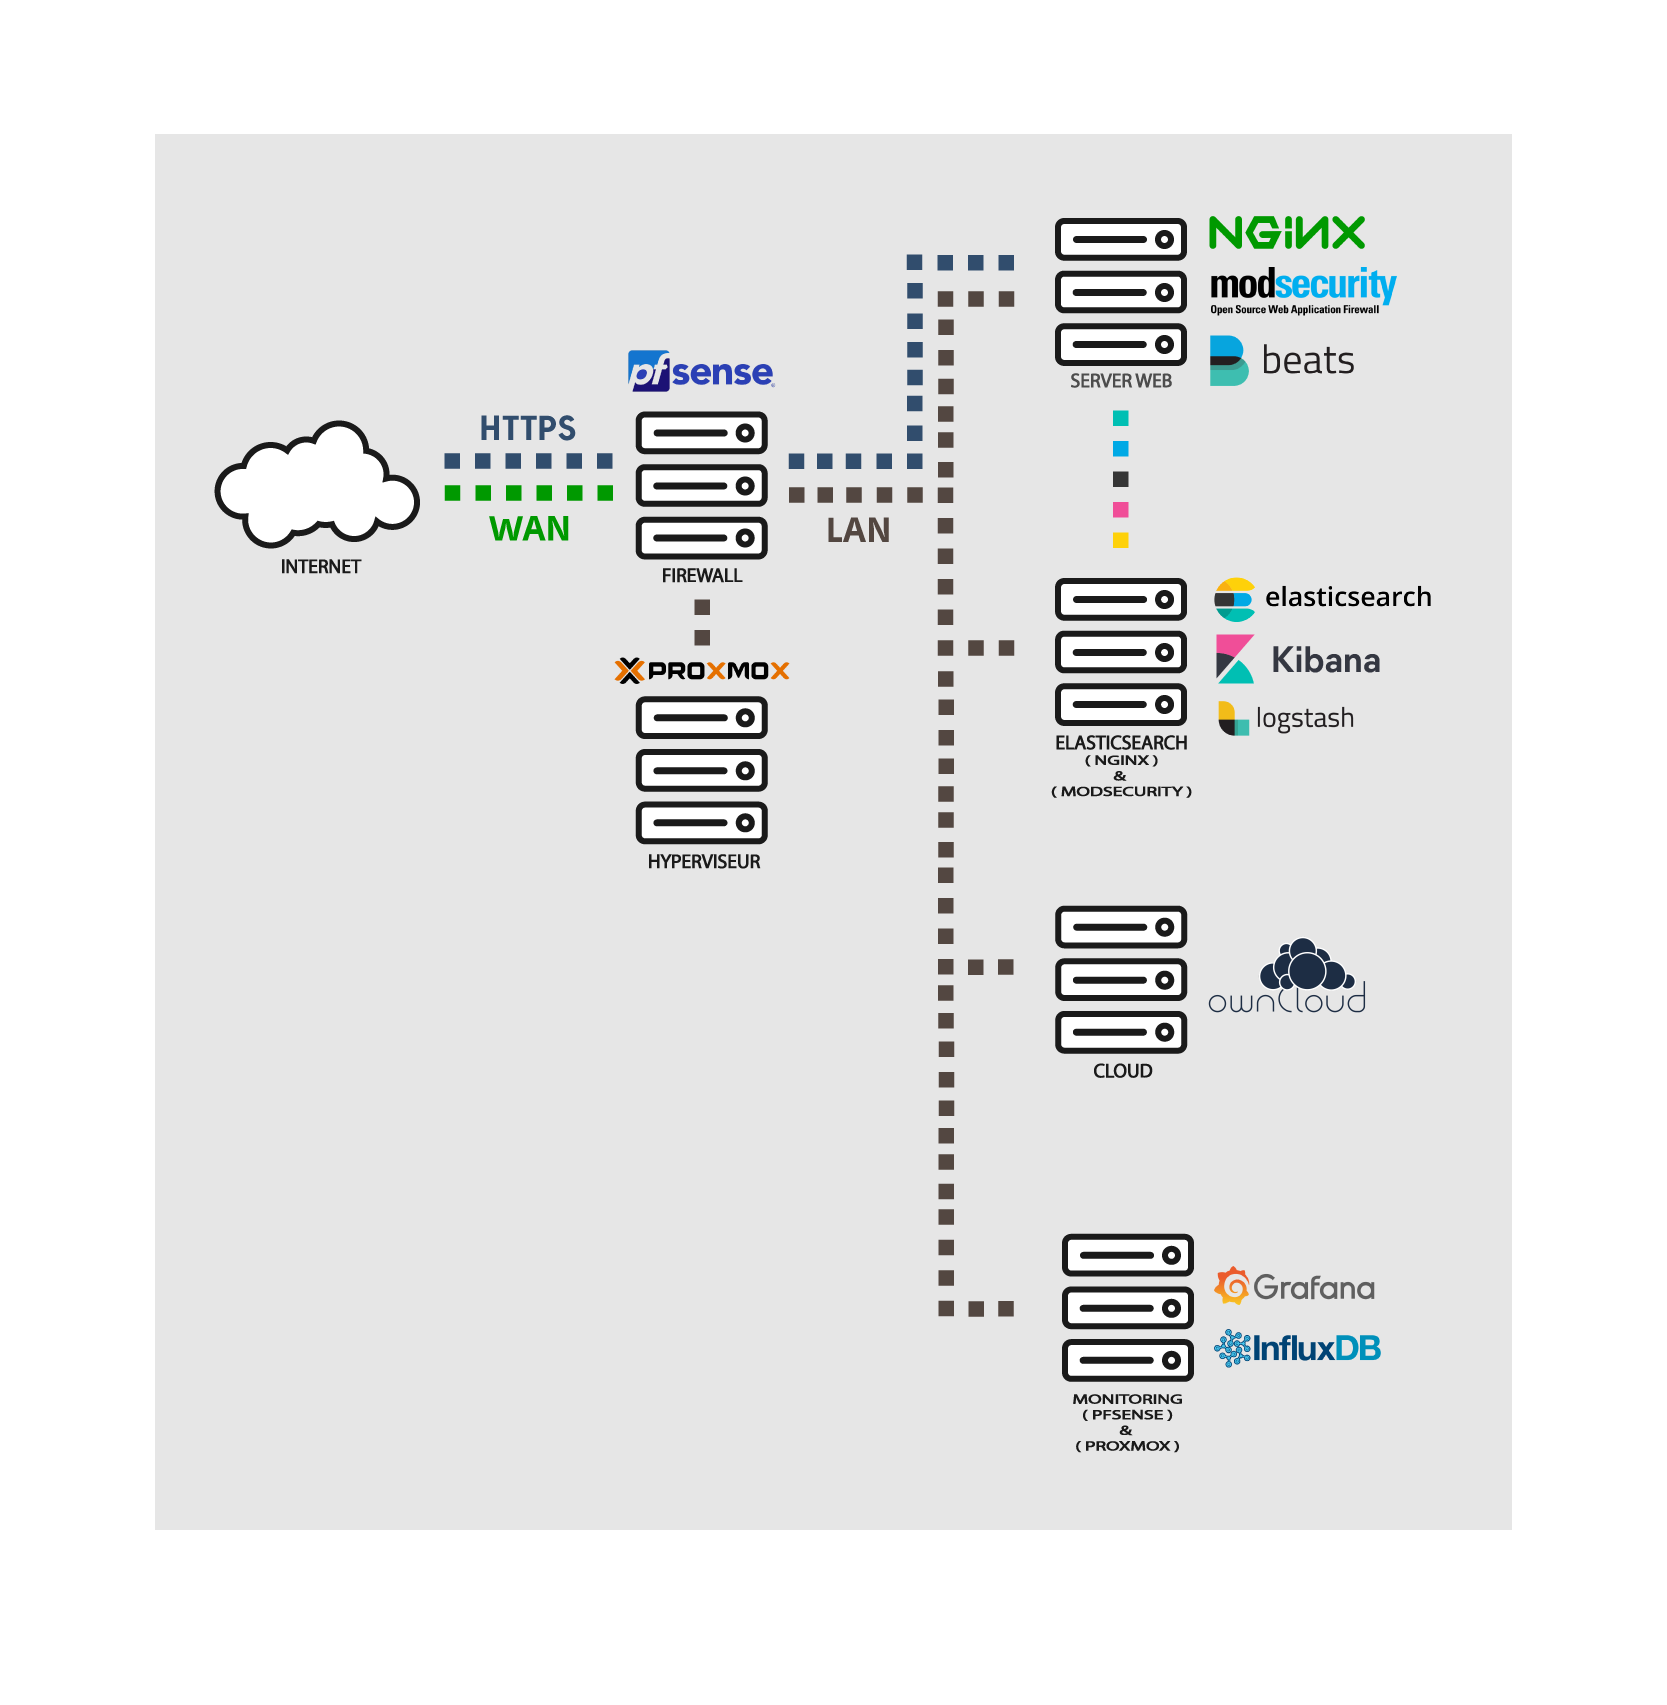 HTTPS
WAN
INTERNET
pfsense
FIREWALL
LAN
PROXMOX
HYPERVISEUR
NGINX
modsecurity
Open Source Web Application Firewall
beats
SERVER WEB
elasticsearch
Kibana
logstash
ELASTICSEARCH
( NGINX )
&
( MODSECURITY )
ownCloud
CLOUD
Grafana
InfluxDB
MONITORING
( PFSENSE )
&
( PROXMOX )